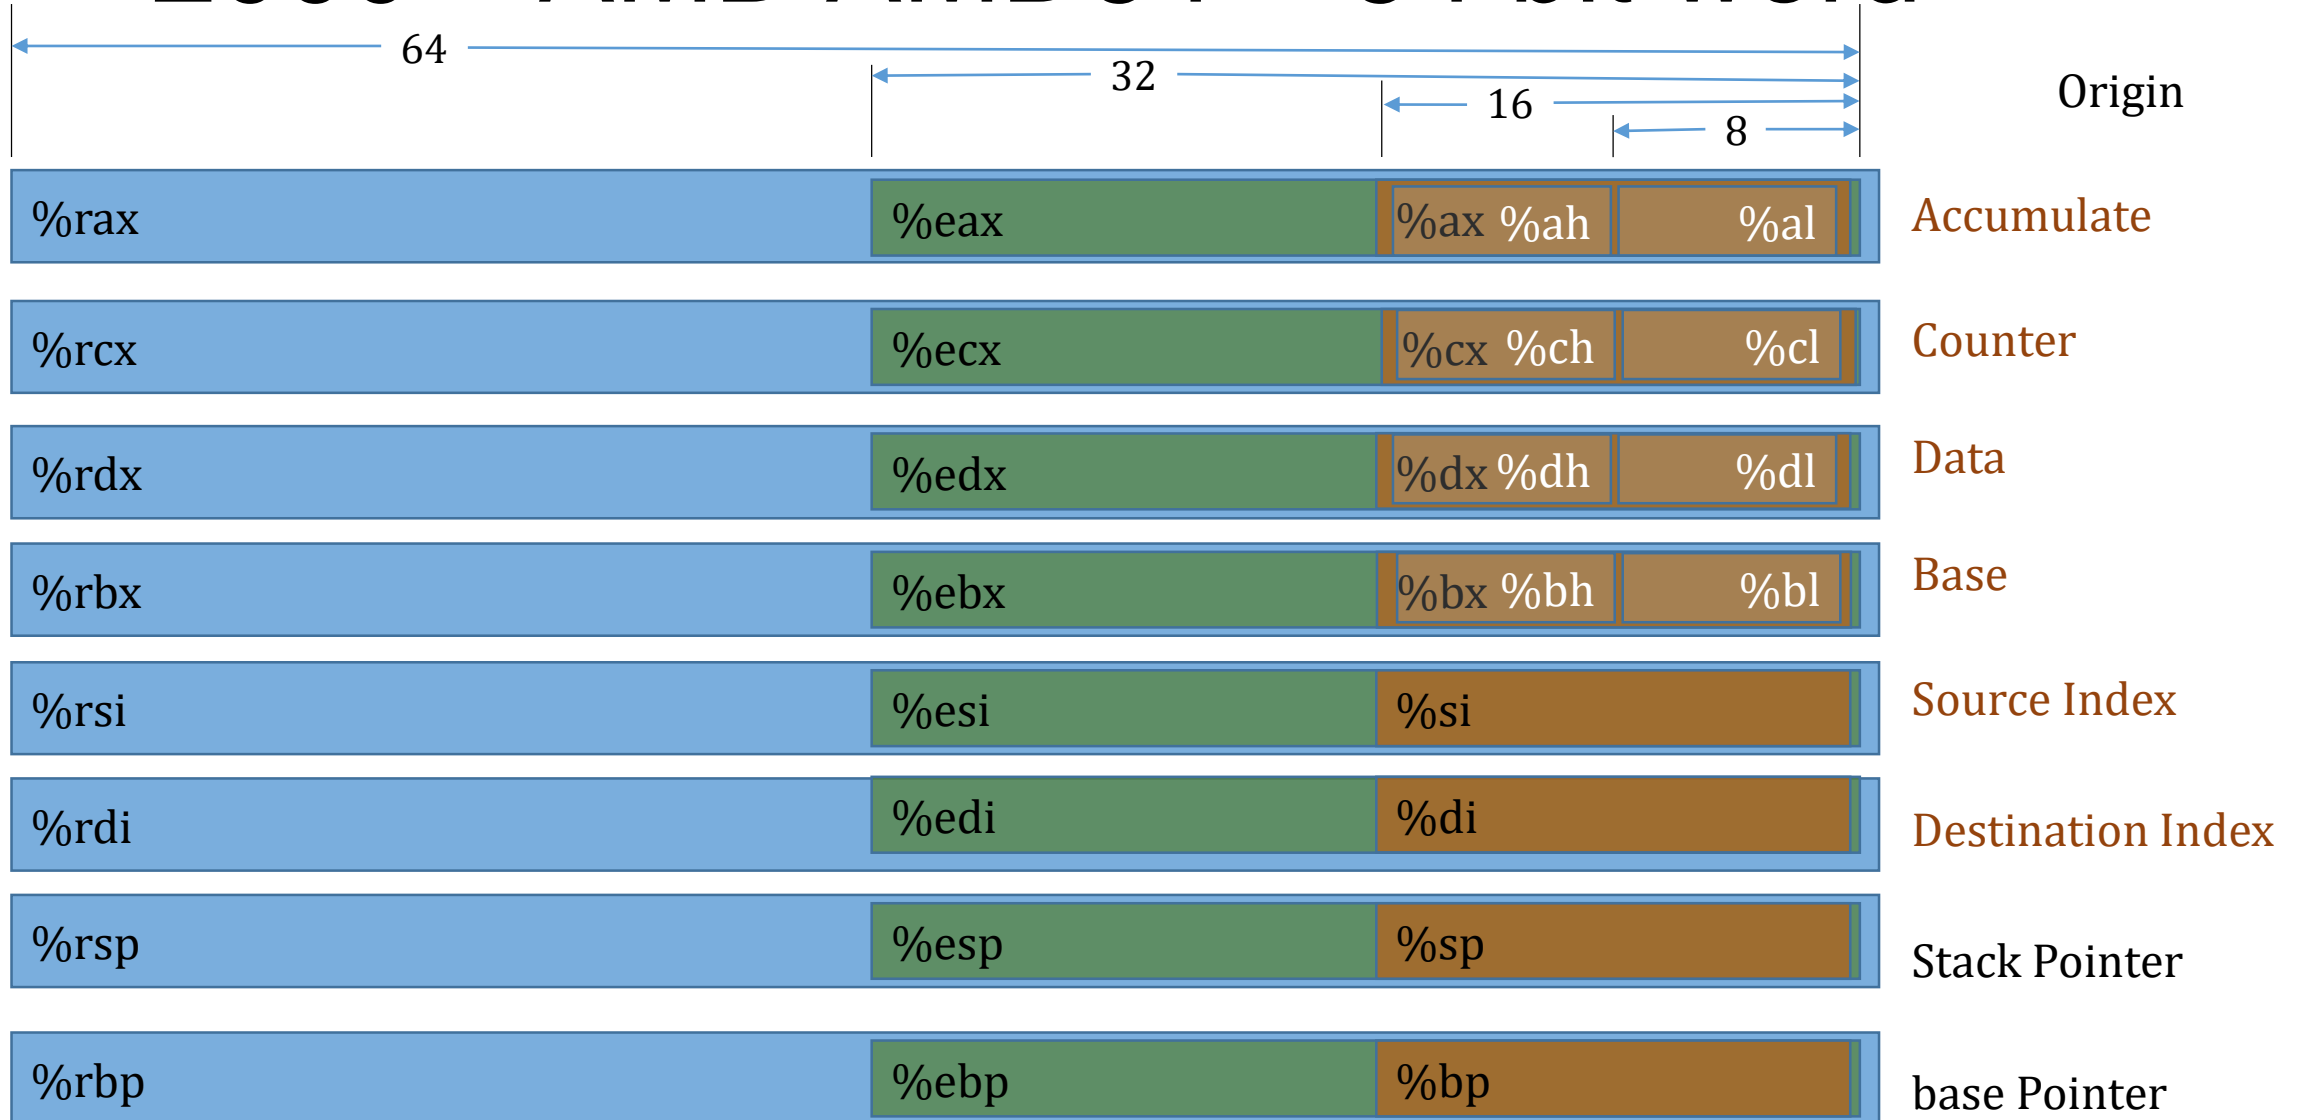 64
32
16
8
Origin
%rax %eax %ax %ah %al Accumulate
%rcx %ecx %cx %ch %cl Counter
%rdx %edx %dx %dh %dl Data
%rbx %ebx %bx %bh %bl Base
%rsi %esi %si Source Index
%rdi %edi %di Destination Index
%rsp %esp %sp Stack Pointer
%rbp %ebp %bp base Pointer